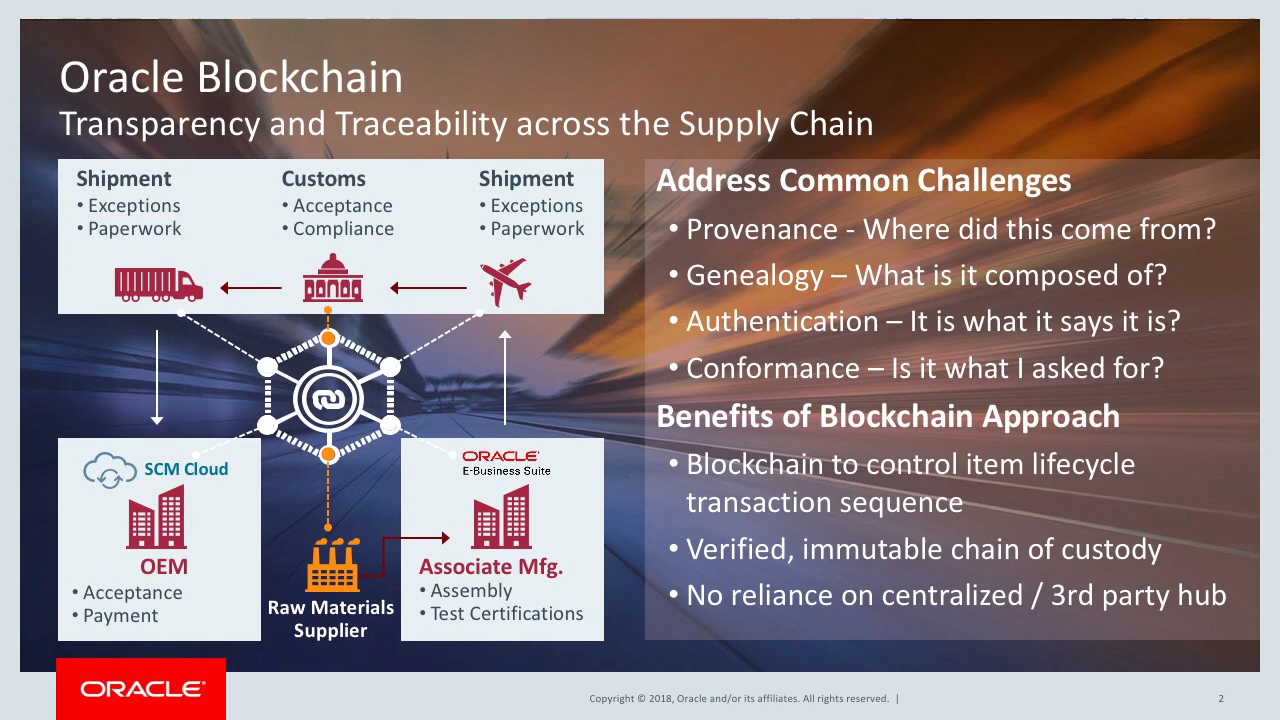 Oracle Blockchain
Transparency and Traceability across the Supply Chain
Shipment
• Exceptions
• Paperwork
Customs
• Acceptance
• Compliance
Shipment
• Exceptions
• Paperwork
SCM Cloud
OEM
• Acceptance
• Payment
Raw Materials
Supplier
ORACLE'
E-Business Suite
Associate Mfg.
• Assembly
• Test Certifications
Address Common Challenges
• Provenance - Where did this come from?
• Genealogy – What is it composed of?
• Authentication – It is what it says it is?
• Conformance – Is it what I asked for?
Benefits of Blockchain Approach
• Blockchain to control item lifecycle
transaction sequence
• Verified, immutable chain of custody
• No reliance on centralized / 3rd party hub
ORACLE®
Copyright © 2018, Oracle and/or its affiliates. All rights reserved. |
2